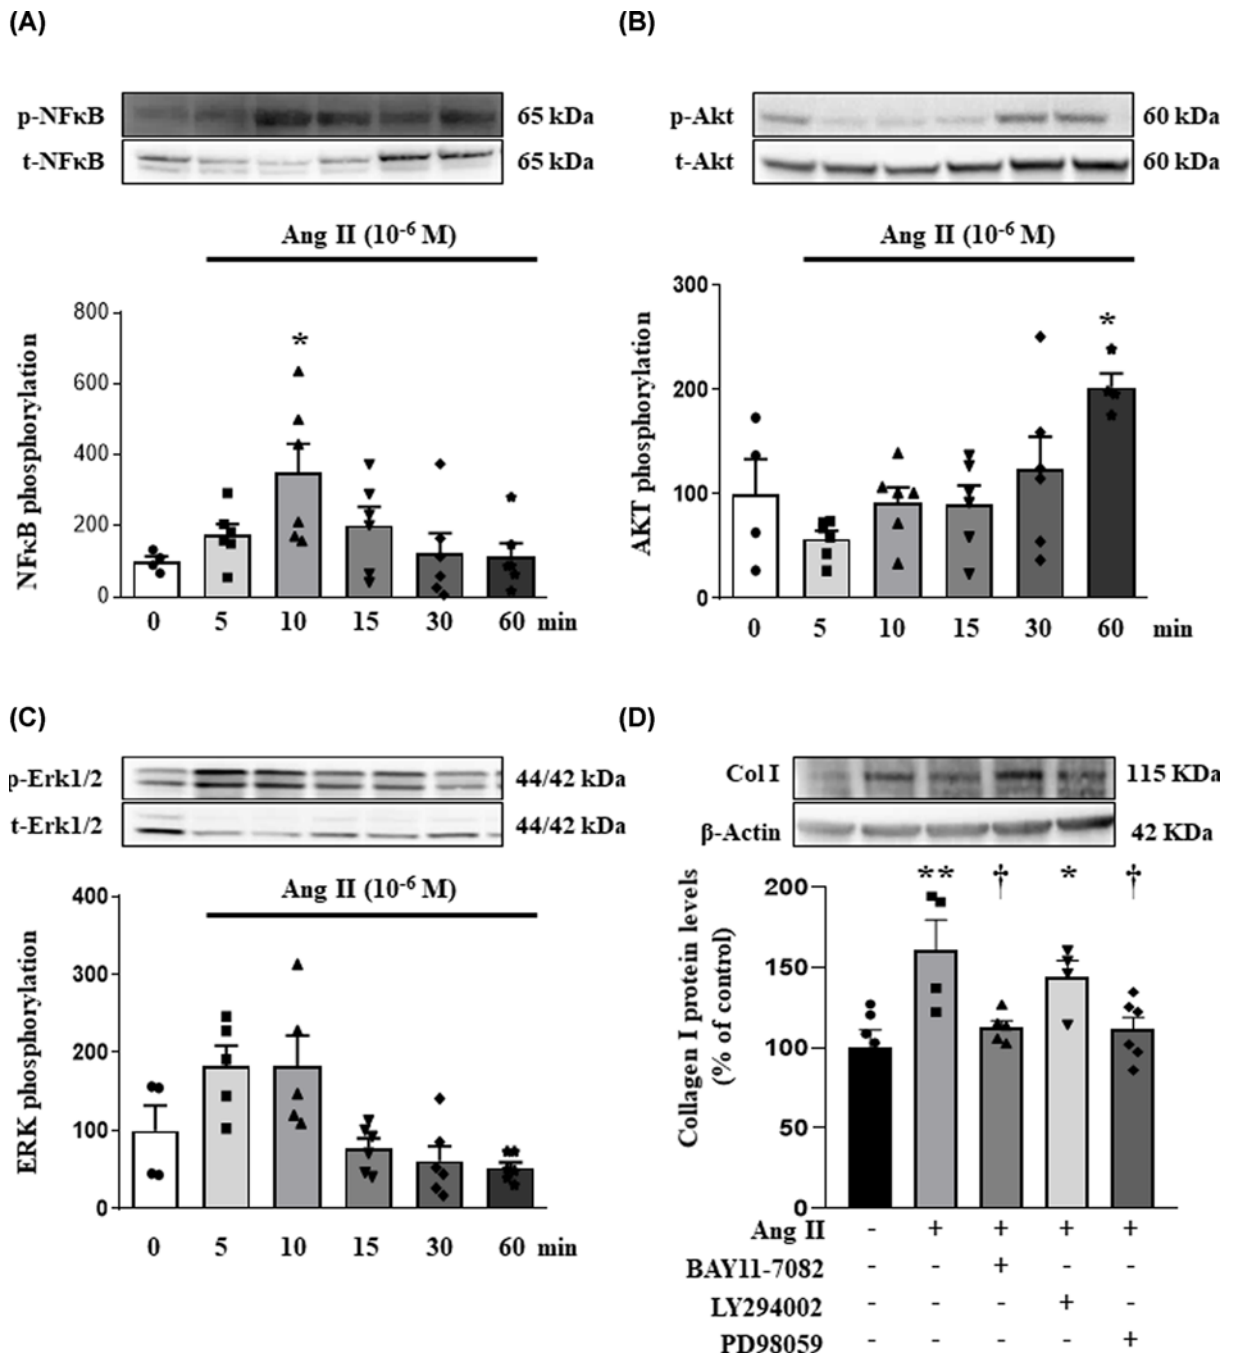 (A)
p-NFκB
65 kDa
t-NFκB
65 kDa
Ang II (10-6 M)
NFκB phosphorylation
800
600
400
200
0
*
0 5 10 15 30 60 min
(B)
p-Akt
60 kDa
t-Akt
60 kDa
Ang II (10-6 M)
AKT phosphorylation
300
200
100
0
*
0 5 10 15 30 60 min
(C)
p-Erk1/2
44/42 kDa
t-Erk1/2
44/42 kDa
Ang II (10-6 M)
ERK phosphorylation
400
300
200
100
0
0 5 10 15 30 60 min
(D)
Col I
115 KDa
β-Actin
42 KDa
Collagen I protein levels
(% of control)
200
150
100
50
0
** † * †
Ang II - + + + +
BAY11-7082 - - + - -
LY294002 - - - + -
PD98059 - - - - +